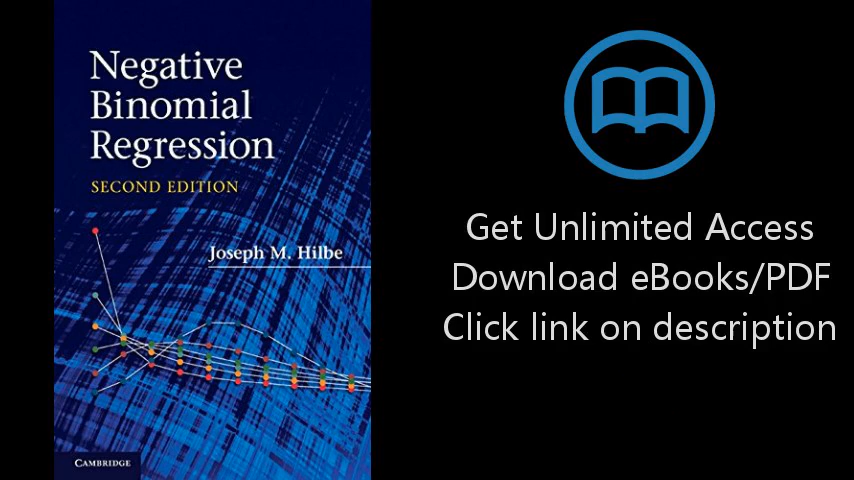 Negative
Binomial
Regression
SECOND EDITION
Joseph M. Hilbe
CAMBRIDGE
Get Unlimited Access
Download eBooks/PDF
Click link on description